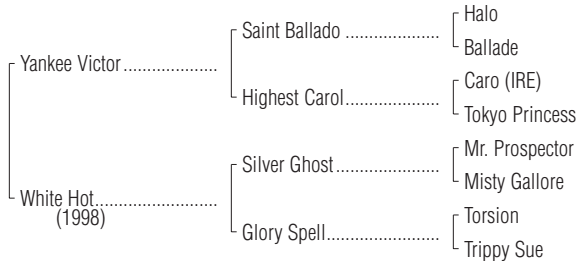 Halo
Saint Ballado ....................
Ballade
Yankee Victor ....................
Caro (IRE)
Highest Carol ....................
Tokyo Princess
Mr. Prospector
Silver Ghost ......................
Misty Gallore
White Hot ..........................
(1998)
Torsion
Glory Spell ........................
Trippy Sue